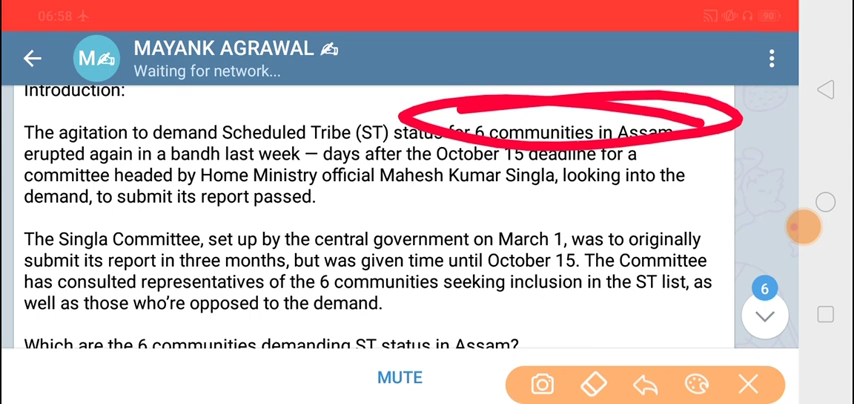 06:58
MAYANK AGRAWAL ✍
M✍
Waiting for network...
Introduction:
The agitation to demand Scheduled Tribe (ST) status for 6 communities in Assam
erupted again in a bandh last week — days after the October 15 deadline for a
committee headed by Home Ministry official Mahesh Kumar Singla, looking into the
demand, to submit its report passed.
The Singla Committee, set up by the central government on March 1, was to originally
submit its report in three months, but was given time until October 15. The Committee
has consulted representatives of the 6 communities seeking inclusion in the ST list, as
well as those who're opposed to the demand.
6
Which are the 6 communities demanding ST status in Assam?
MUTE